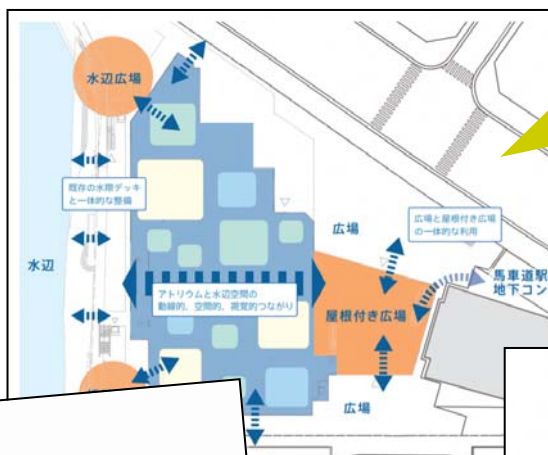 水辺広場
既存の水際デッキ
と一体的な整備
水辺
アトリウムと水辺空間の
動線的、空間的、視覚的つながり
広場
広場と屋根付き広場
の一体的な利用
馬車道駅
地下コン
屋根付き広場
広場